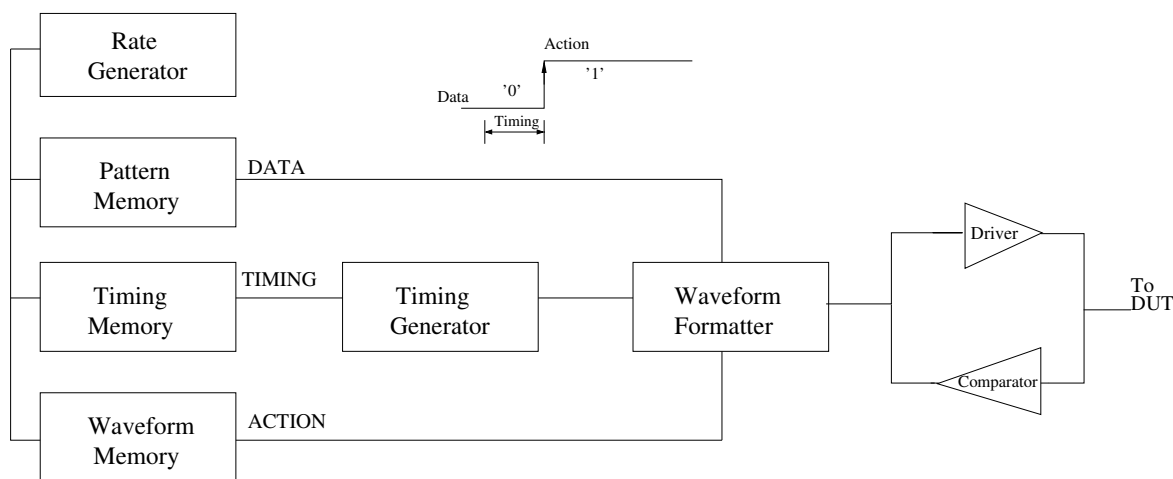 Rate
Generator
Action
'1'
'0'
Data
Timing
Pattern
Memory
DATA
Driver
Timing
Memory
TIMING
Timing
Generator
Waveform
Formatter
To
DUT
Comparator
Waveform
Memory
ACTION